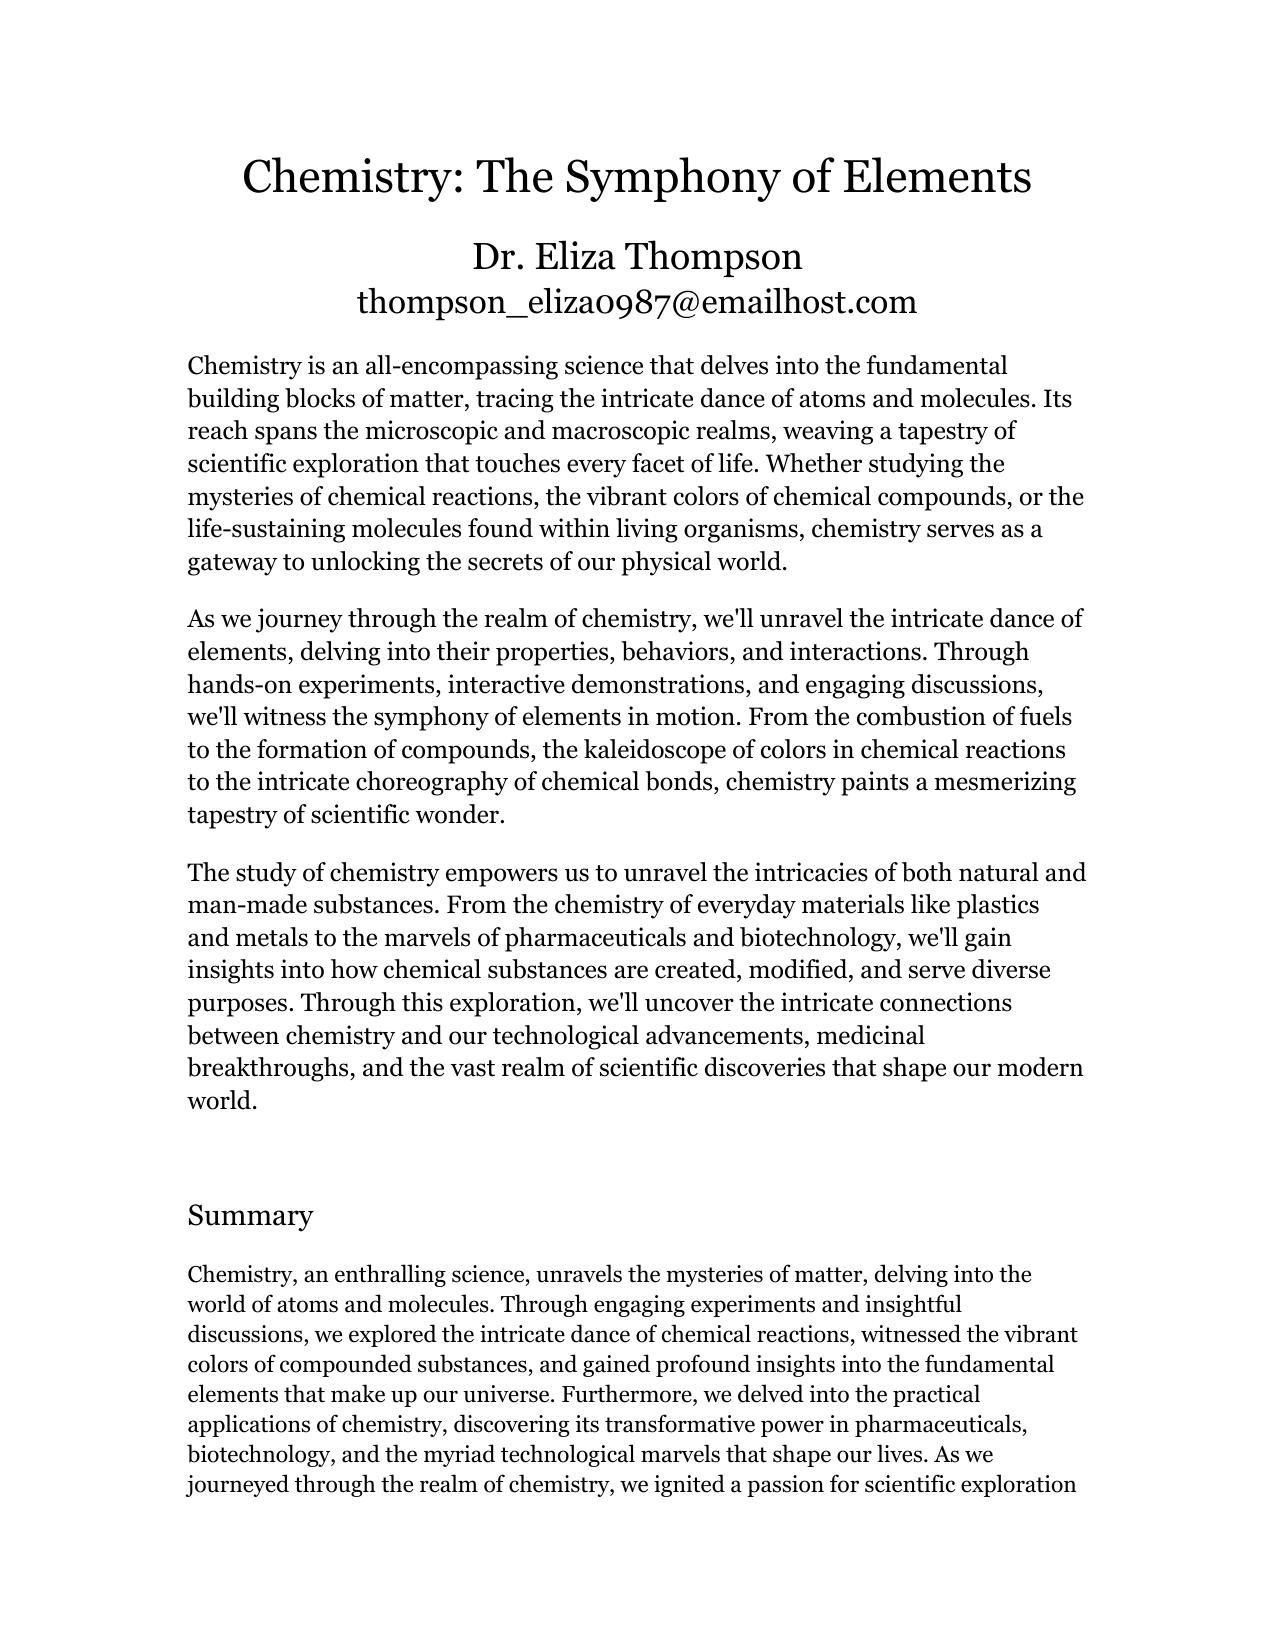 Chemistry: The Symphony of Elements
Dr. Eliza Thompson
thompson_eliza0987@emailhost.com
Chemistry is an all-encompassing science that delves into the fundamental
building blocks of matter, tracing the intricate dance of atoms and molecules. Its
reach spans the microscopic and macroscopic realms, weaving a tapestry of
scientific exploration that touches every facet of life. Whether studying the
mysteries of chemical reactions, the vibrant colors of chemical compounds, or the
life-sustaining molecules found within living organisms, chemistry serves as a
gateway to unlocking the secrets of our physical world.
As we journey through the realm of chemistry, we'll unravel the intricate dance of
elements, delving into their properties, behaviors, and interactions. Through
hands-on experiments, interactive demonstrations, and engaging discussions,
we'll witness the symphony of elements in motion. From the combustion of fuels
to the formation of compounds, the kaleidoscope of colors in chemical reactions
to the intricate choreography of chemical bonds, chemistry paints a mesmerizing
tapestry of scientific wonder.
The study of chemistry empowers us to unravel the intricacies of both natural and
man-made substances. From the chemistry of everyday materials like plastics
and metals to the marvels of pharmaceuticals and biotechnology, we'll gain
insights into how chemical substances are created, modified, and serve diverse
purposes. Through this exploration, we'll uncover the intricate connections
between chemistry and our technological advancements, medicinal
breakthroughs, and the vast realm of scientific discoveries that shape our modern
world.
Summary
Chemistry, an enthralling science, unravels the mysteries of matter, delving into the
world of atoms and molecules. Through engaging experiments and insightful
discussions, we explored the intricate dance of chemical reactions, witnessed the vibrant
colors of compounded substances, and gained profound insights into the fundamental
elements that make up our universe. Furthermore, we delved into the practical
applications of chemistry, discovering its transformative power in pharmaceuticals,
biotechnology, and the myriad technological marvels that shape our lives. As we
journeyed through the realm of chemistry, we ignited a passion for scientific exploration